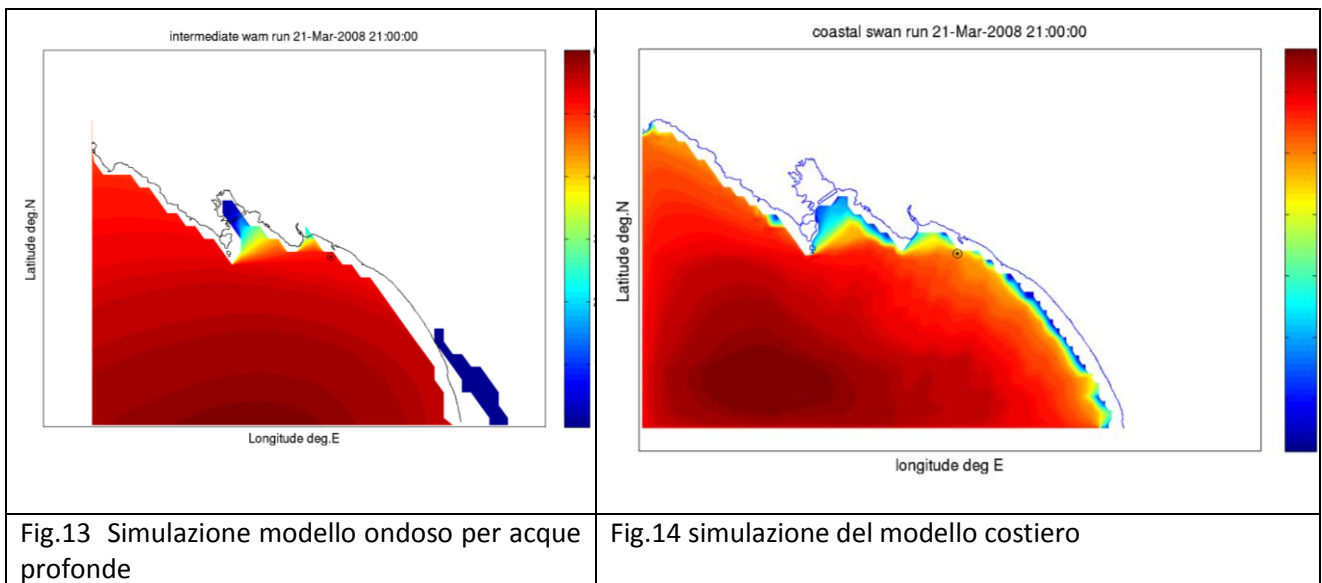 intermediate wam run 21-Mar-2008 21:00:00
Latitude deg.N
Longitude deg.E
coastal swan run 21-Mar-2008 21:00:00
Latitude deg.N
longitude deg E
Fig.13 Simulazione modello ondoso per acque
profonde
Fig.14 simulazione del modello costiero